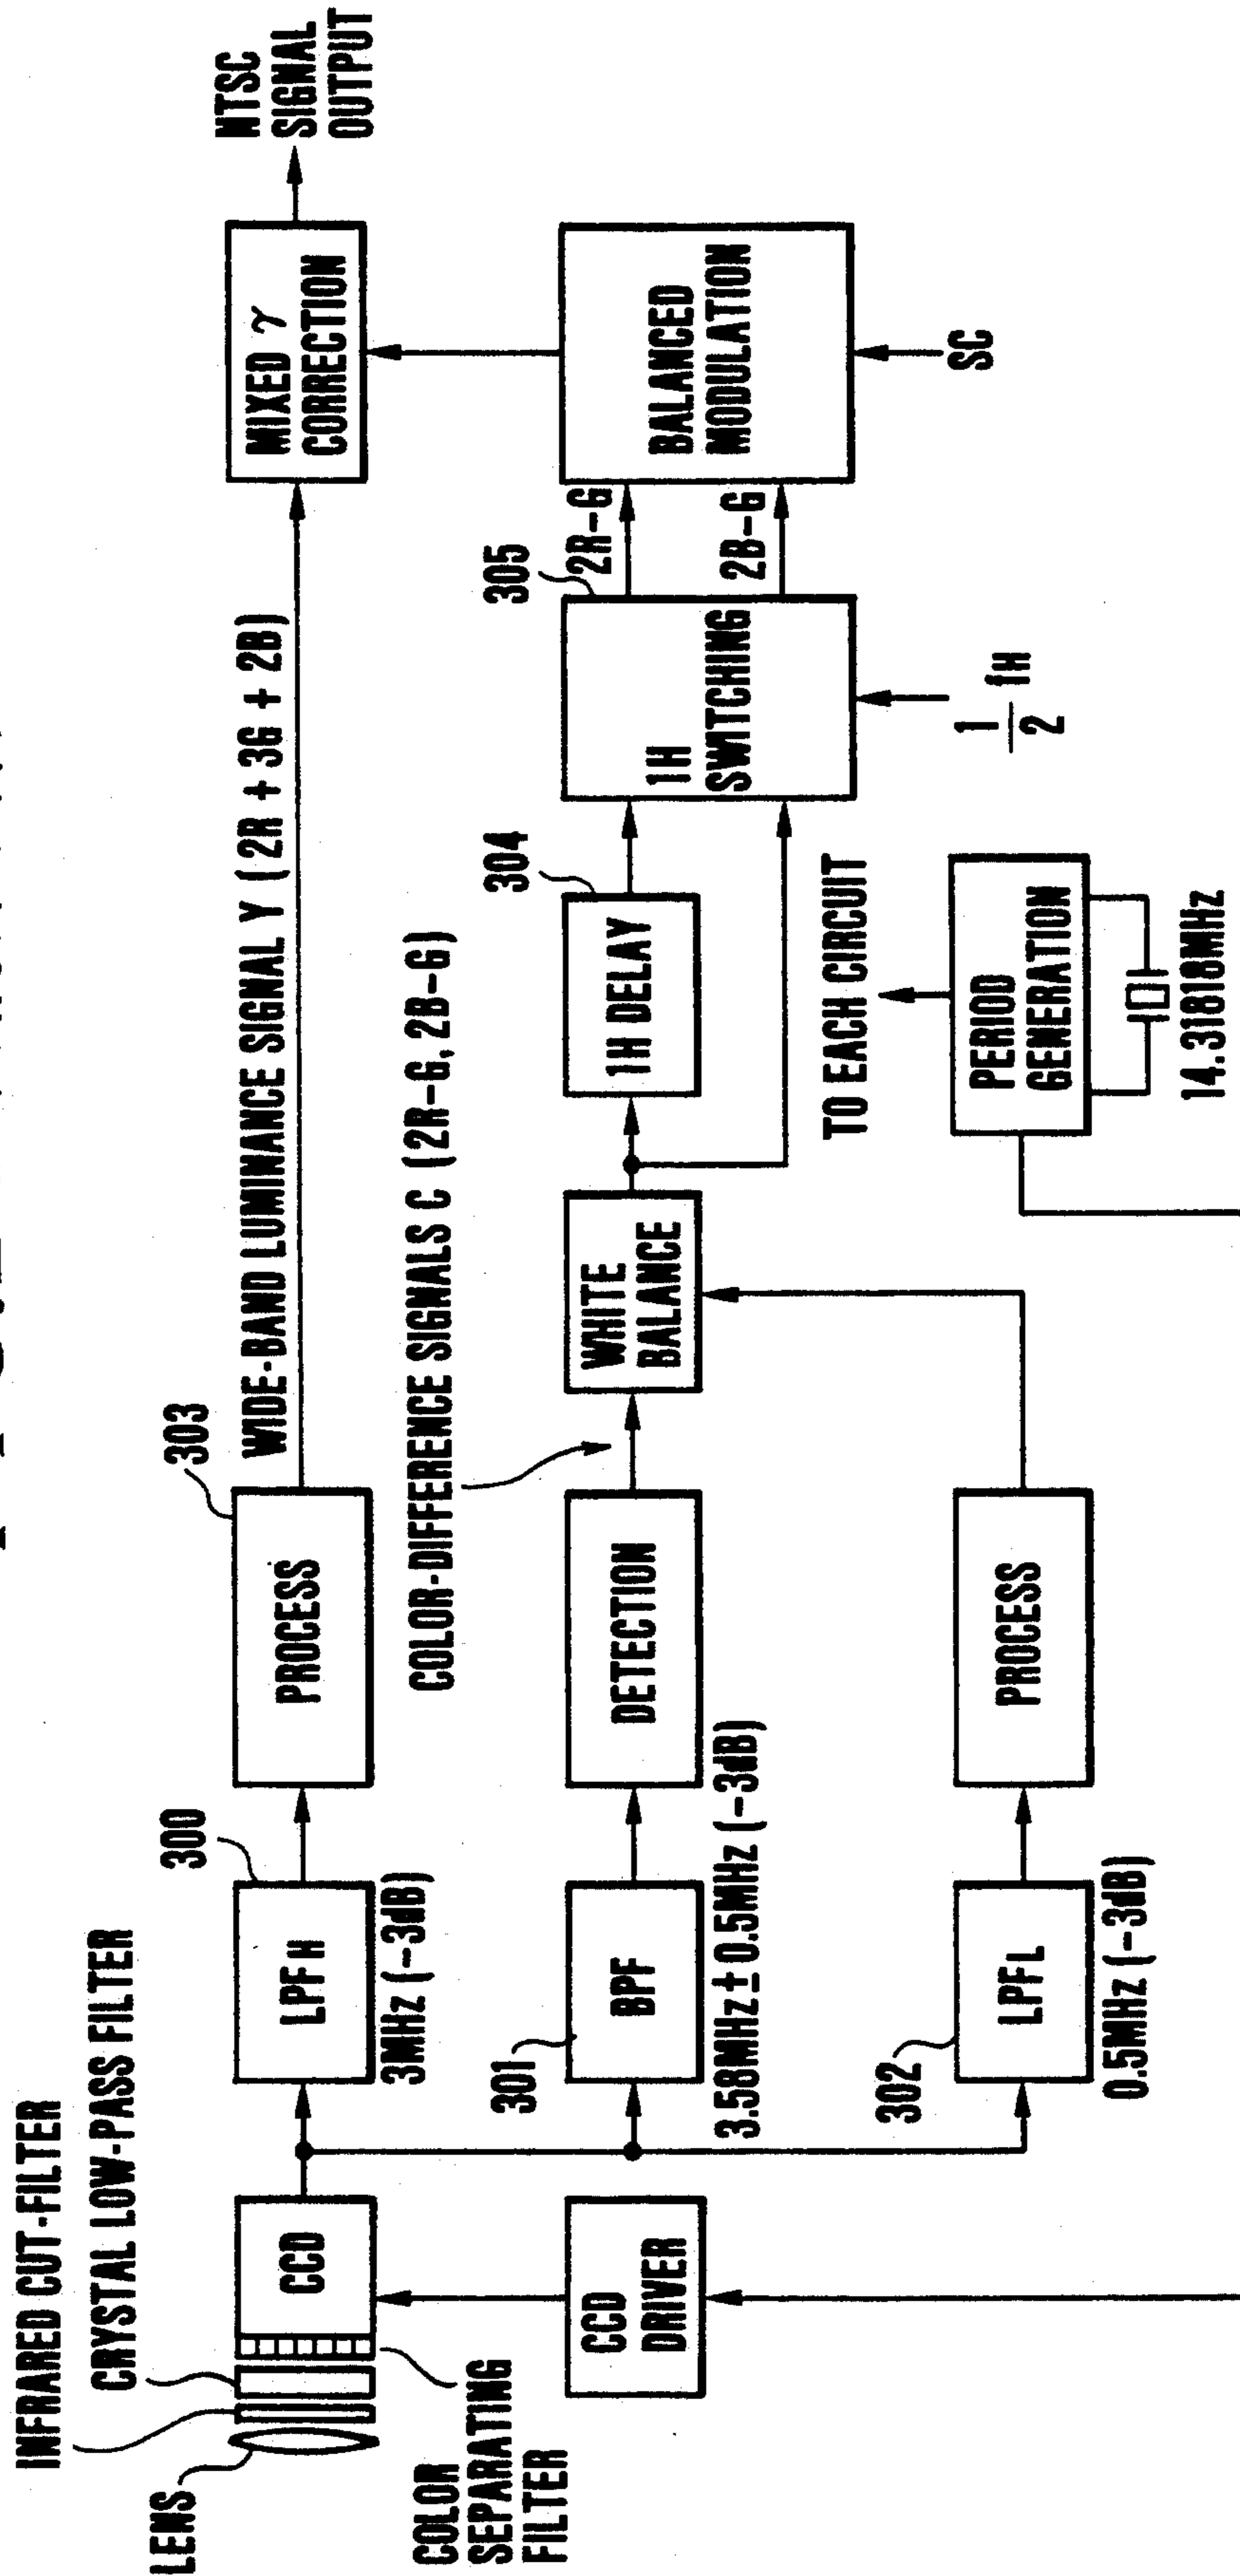 INFRARED CUT-FILTER
CRYSTAL LOW-PASS FILTER
LENS
COLOR
SEPARATING
FILTER
CCD
CCD
DRIVER
300
LPF H
3MHz (-3dB)
301
BPF
3.58MHz ± 0.5MHz (-3dB)
302
LPF L
0.5MHz (-3dB)
303
PROCESS
DETECTION
PROCESS
WIDE-BAND LUMINANCE SIGNAL Y (2R + 3G + 2B)
COLOR-DIFFERENCE SIGNALS C (2R-G, 2B-G)
WHITE
BALANCE
304
1H DELAY
305
1H
SWITCHING
1/2 fH
2R-G
2B-G
BALANCED
MODULATION
SC
MIXED γ
CORRECTION
NTSC
SIGNAL
OUTPUT
TO EACH CIRCUIT
PERIOD
GENERATION
14.31818MHz